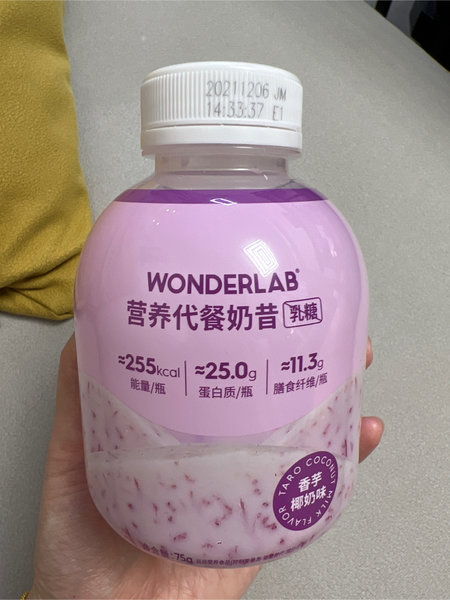 20211206 JM
14:33:37 E1
WONDERLAB®
营养代餐奶昔 乳糖
≈255kcal ≈25.0g ≈11.3g
能量/瓶 蛋白质/瓶 膳食纤维/瓶
TARO COCONUT MILK FLAVOR
香芋
椰奶味
75g